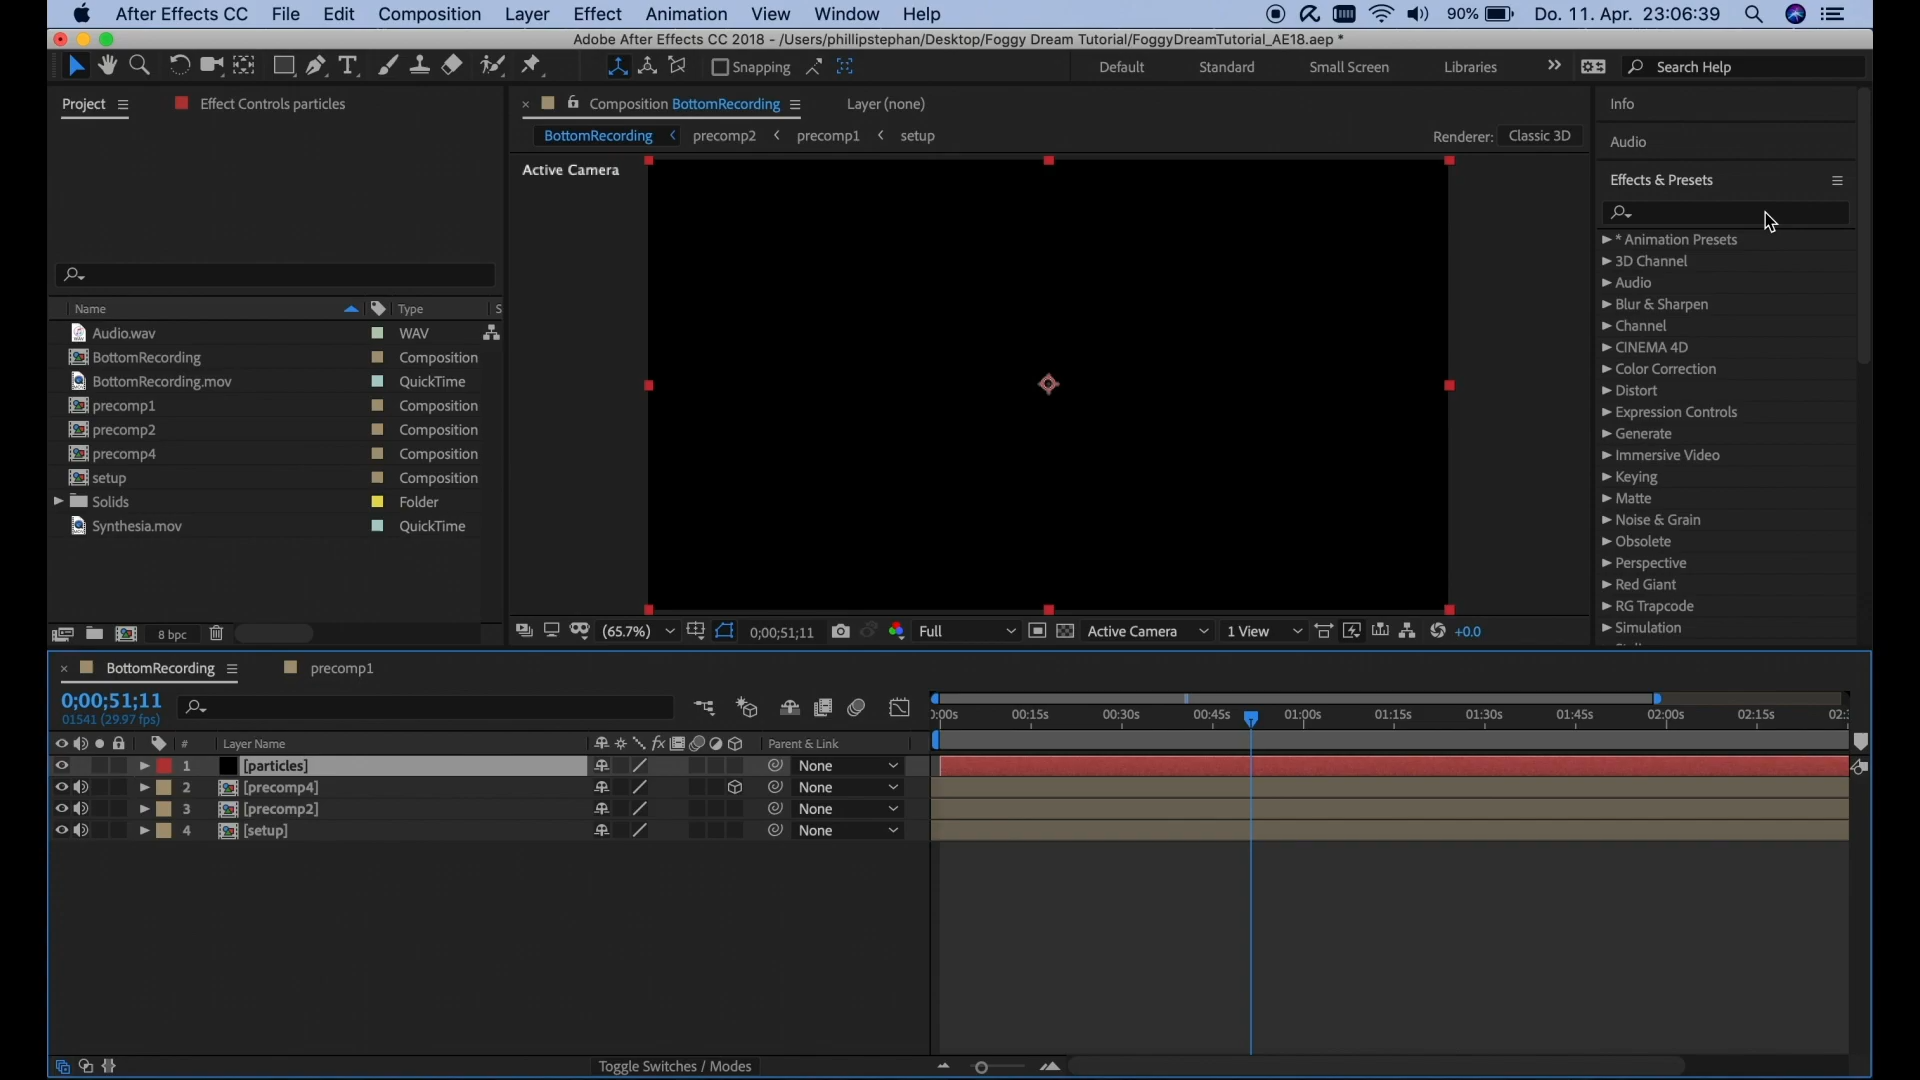 After Effects CC File Edit Composition Layer Effect Animation View Window Help 90% Do. 11. Apr. 23:06:39
Adobe After Effects CC 2018 - /Users/phillipstephan/Desktop/Foggy Dream Tutorial/FoggyDreamTutorial_AE18.aep *
Snapping Default Standard Small Screen Libraries >> Search Help
Project Effect Controls particles
Composition BottomRecording Layer (none)
BottomRecording precomp2 precomp1 setup
Renderer: Classic 3D
Active Camera
Info
Audio
Effects & Presets
* Animation Presets
3D Channel
Audio
Blur & Sharpen
Channel
CINEMA 4D
Color Correction
Distort
Expression Controls
Generate
Immersive Video
Keying
Matte
Noise & Grain
Obsolete
Perspective
Red Giant
RG Trapcode
Simulation
Name Type S
Audio.wav WAV
BottomRecording Composition
BottomRecording.mov QuickTime
precomp1 Composition
precomp2 Composition
precomp4 Composition
setup Composition
Solids Folder
Synthesia.mov QuickTime
8 bpc
(65.7%) 0;00;51;11 Full Active Camera 1 View +0.0
BottomRecording precomp1
0;00;51;11
01541 (29.97 fps)
0:00s 00:15s 00:30s 00:45s 01:00s 01:15s 01:30s 01:45s 02:00s 02:15s 02:
# Layer Name fx Parent & Link
1 [particles] None
2 [precomp4] None
3 [precomp2] None
4 [setup] None
Toggle Switches / Modes